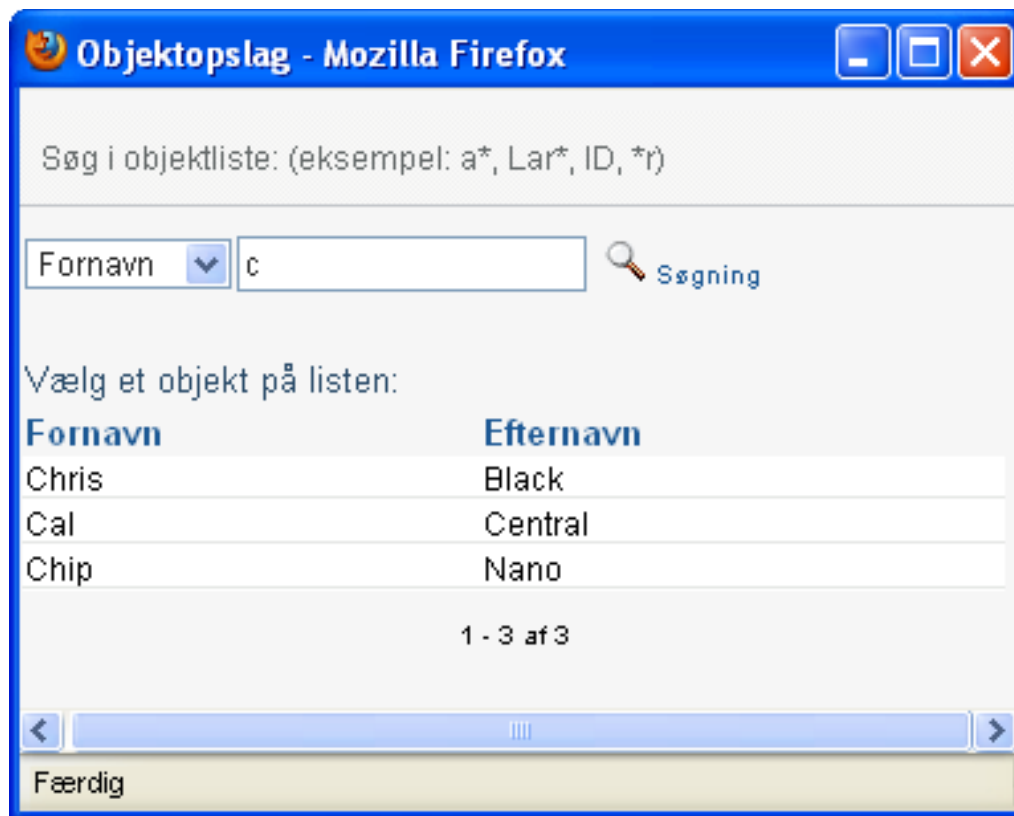 Objektopslag - Mozilla Firefox
Søg i objektliste: (eksempel: a*, Lar*, ID, *r)
Fornavn c Søgning
Vælg et objekt på listen:
Fornavn Efternavn
Chris Black
Cal Central
Chip Nano
1 - 3 af 3
Færdig